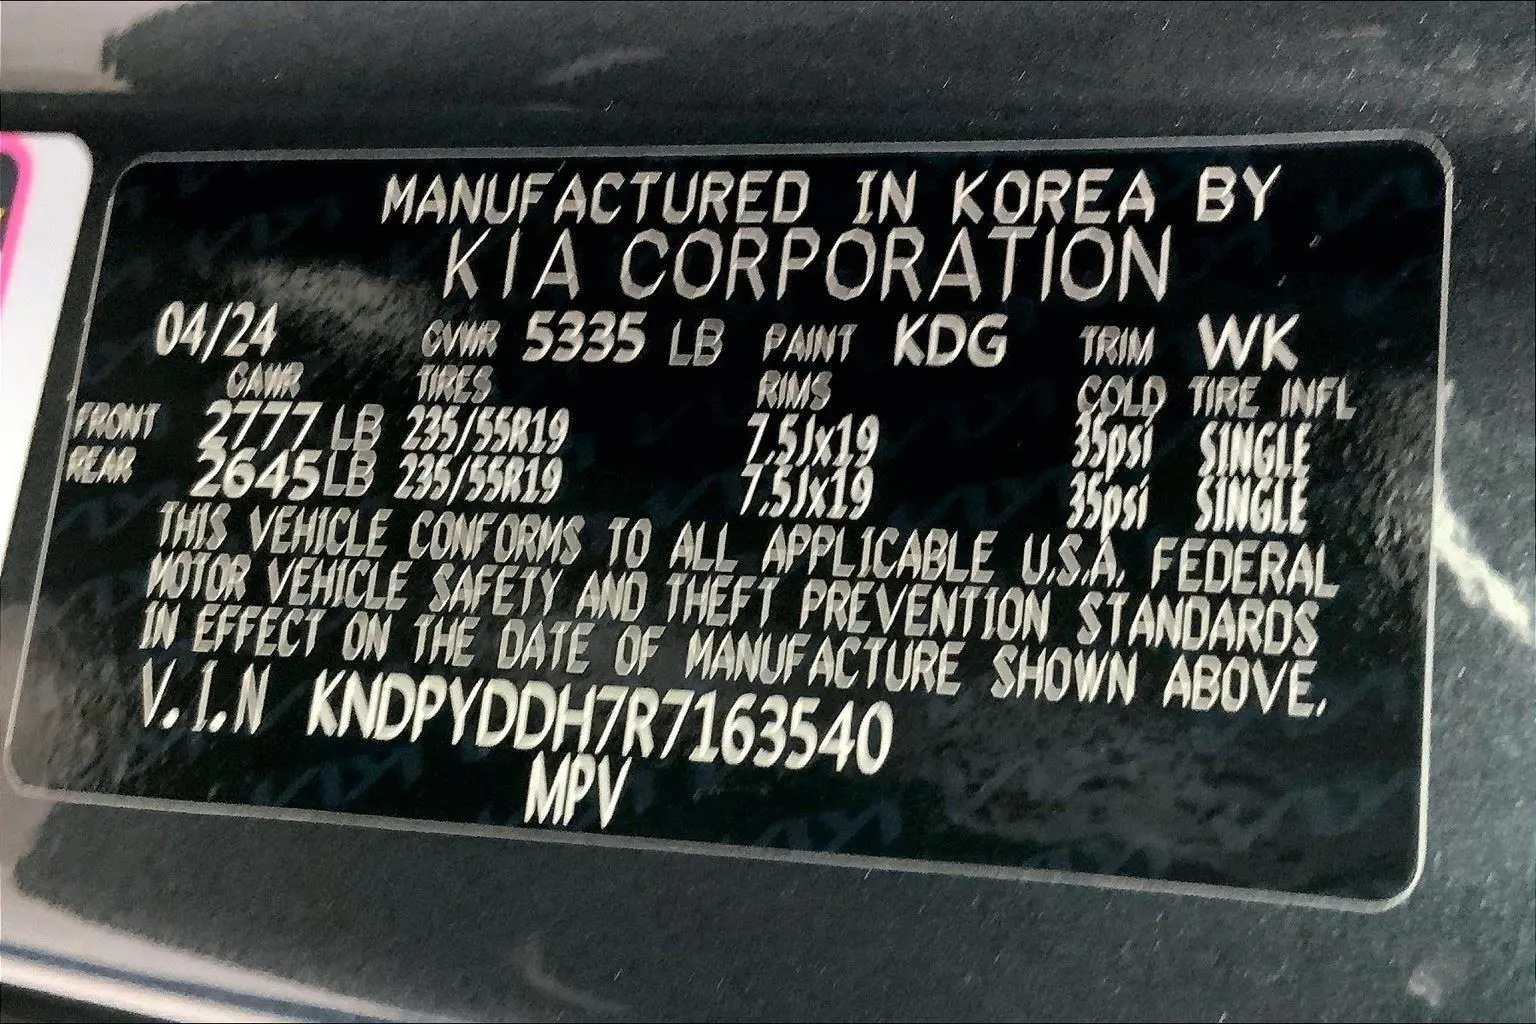 MANUFACTURED IN KOREA BY
KIA CORPORATION
04/24 GVWR 5335 LB PAINT KDG TRIM WK
GAWR TIRES RIMS COLD TIRE INFL
FRONT 2777 LB 235/55R19 7.5Jx19 35psi SINGLE
REAR 2645 LB 235/55R19 7.5Jx19 35psi SINGLE
THIS VEHICLE CONFORMS TO ALL APPLICABLE U.S.A. FEDERAL
MOTOR VEHICLE SAFETY AND THEFT PREVENTION STANDARDS
IN EFFECT ON THE DATE OF MANUFACTURE SHOWN ABOVE.
V.I.N KNDPYDDH7R7163540
MPV